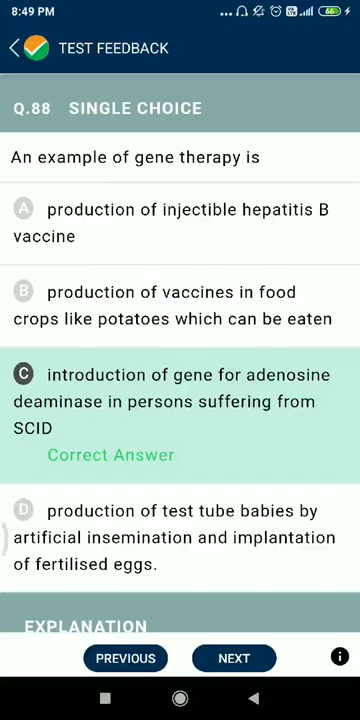 8:49 PM
66
TEST FEEDBACK
Q.88 SINGLE CHOICE
An example of gene therapy is
A production of injectible hepatitis B
vaccine
B production of vaccines in food
crops like potatoes which can be eaten
C introduction of gene for adenosine
deaminase in persons suffering from
SCID
Correct Answer
D production of test tube babies by
artificial insemination and implantation
of fertilised eggs.
EXPLANATION
PREVIOUS NEXT